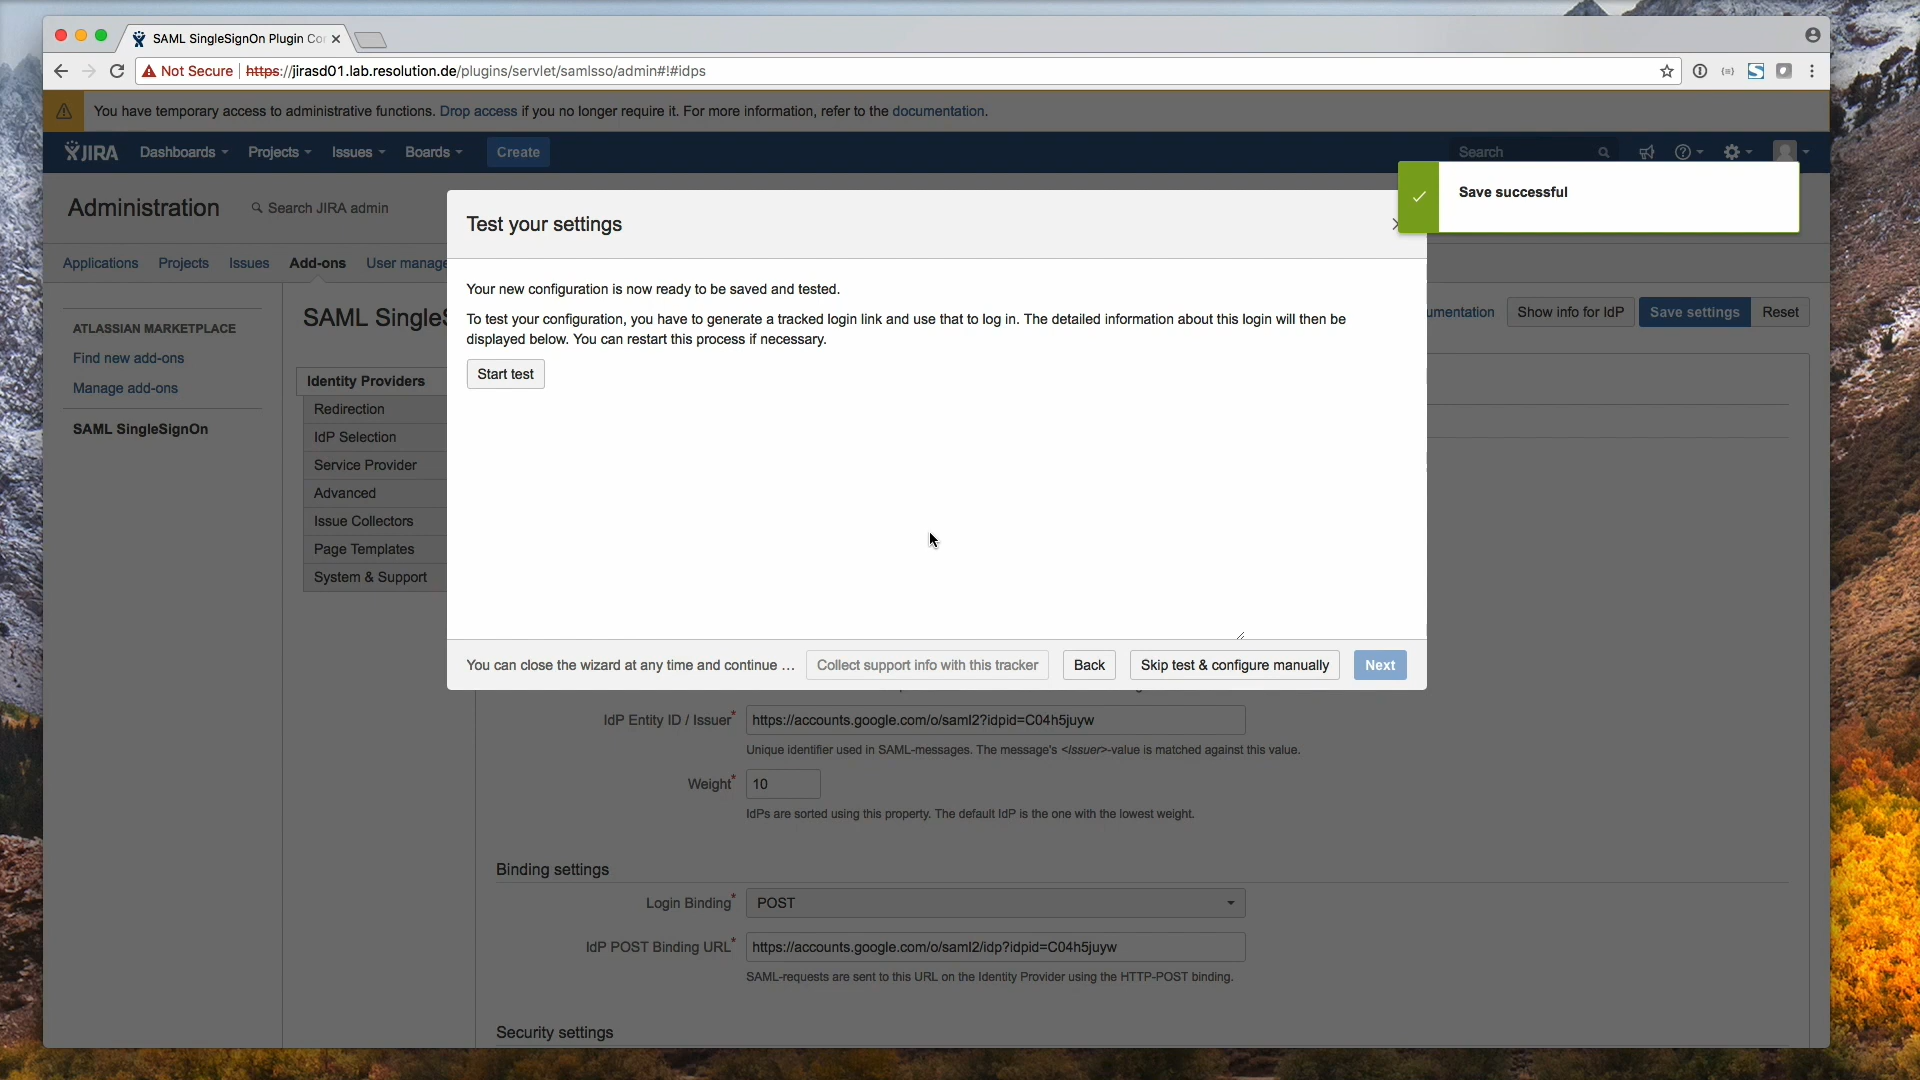 SAML SingleSignOn Plugin Co
Not Secure https://jirasd01.lab.resolution.de/plugins/servlet/samlsso/admin#!#idps
You have temporary access to administrative functions. Drop access if you no longer require it. For more information, refer to the documentation.
JIRA Dashboards Projects Issues Boards Create Search
Save successful
Administration Search JIRA admin
Test your settings
Applications Projects Issues Add-ons User manage
Your new configuration is now ready to be saved and tested.
To test your configuration, you have to generate a tracked login link and use that to log in. The detailed information about this login will then be
displayed below. You can restart this process if necessary.
Start test
SAML Single
umentation Show info for IdP Save settings Reset
ATLASSIAN MARKETPLACE
Find new add-ons
Manage add-ons
SAML SingleSignOn
Identity Providers
Redirection
IdP Selection
Service Provider
Advanced
Issue Collectors
Page Templates
System & Support
You can close the wizard at any time and continue ... Collect support info with this tracker Back Skip test & configure manually Next
IdP Entity ID / Issuer* https://accounts.google.com/o/saml2?idpid=C04h5juyw
Unique identifier used in SAML-messages. The message's <Issuer>-value is matched against this value.
Weight* 10
IdPs are sorted using this property. The default IdP is the one with the lowest weight.
Binding settings
Login Binding* POST
IdP POST Binding URL* https://accounts.google.com/o/saml2/idp?idpid=C04h5juyw
SAML-requests are sent to this URL on the Identity Provider using the HTTP-POST binding.
Security settings